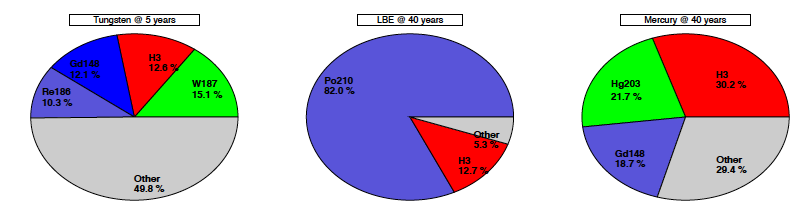 Tungsten @ 5 years
LBE @ 40 years
Mercury @ 40 years
Gd148
12.1 %
H3
12.6 %
W187
15.1 %
Re186
10.3 %
Other
49.8 %
Po210
82.0 %
Other
5.3 %
H3
12.7 %
Hg203
21.7 %
H3
30.2 %
Gd148
18.7 %
Other
29.4 %